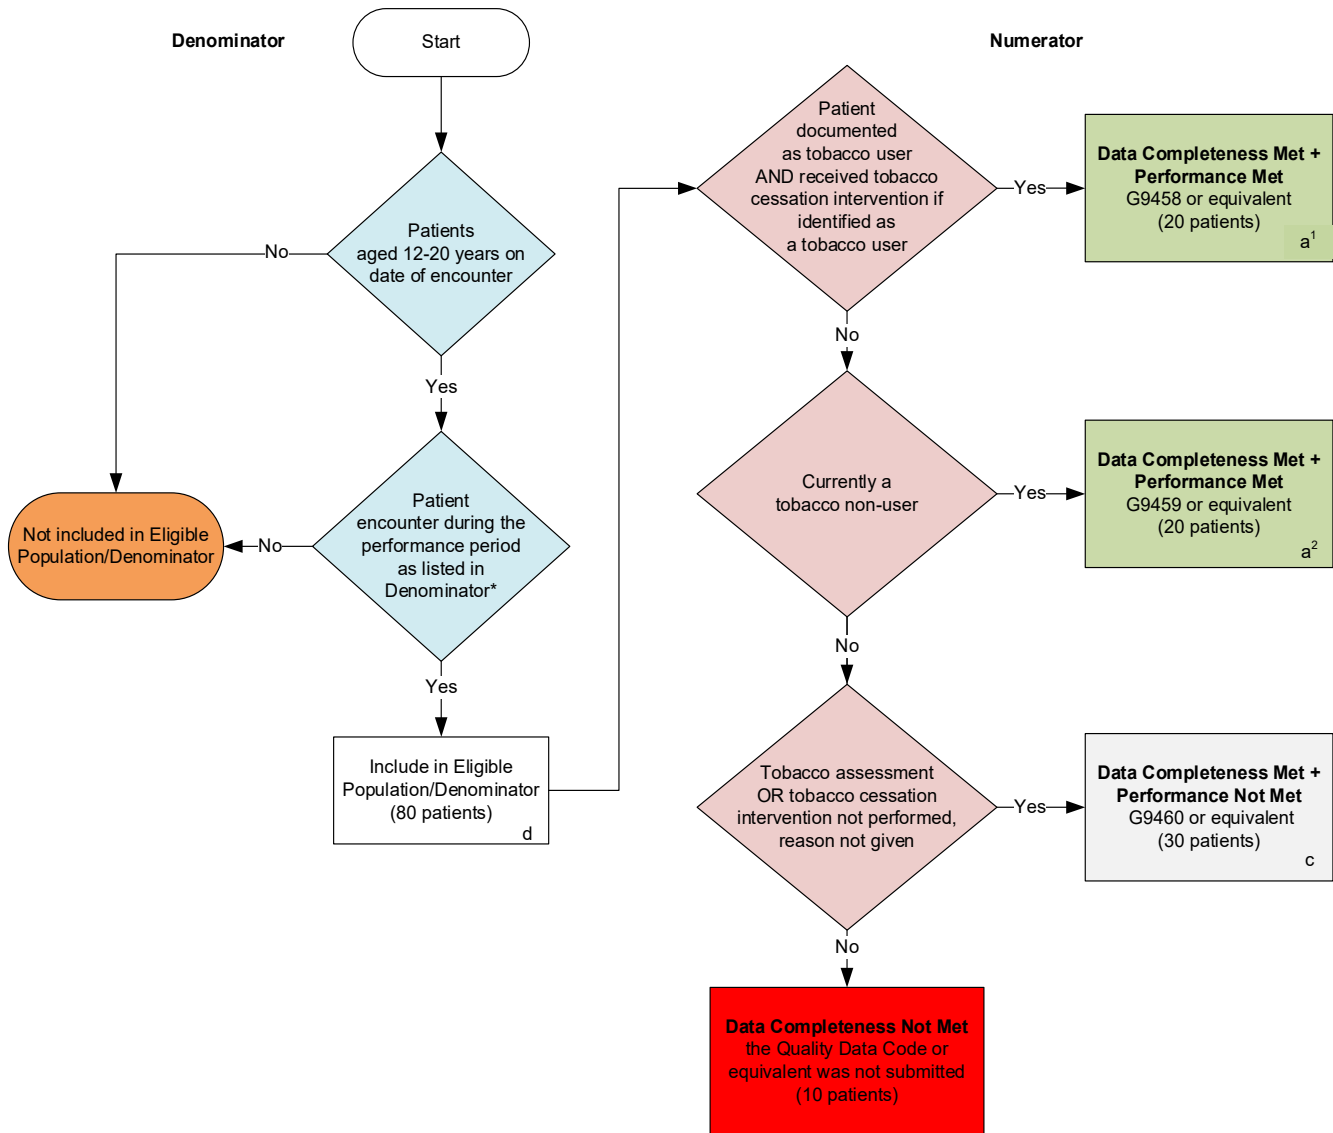 Denominator
Start
Numerator
Patients
aged 12-20 years on
date of encounter
No
Yes
Patient
encounter during the
performance period
as listed in
Denominator*
No
Not included in Eligible
Population/Denominator
Yes
Include in Eligible
Population/Denominator
(80 patients)
d
Patient
documented
as tobacco user
AND received tobacco
cessation intervention if
identified as
a tobacco user
Yes
Data Completeness Met +
Performance Met
G9458 or equivalent
(20 patients)
a¹
No
Currently a
tobacco non-user
Yes
Data Completeness Met +
Performance Met
G9459 or equivalent
(20 patients)
a²
No
Tobacco assessment
OR tobacco cessation
intervention not performed,
reason not given
Yes
Data Completeness Met +
Performance Not Met
G9460 or equivalent
(30 patients)
c
No
Data Completeness Not Met
the Quality Data Code or
equivalent was not submitted
(10 patients)